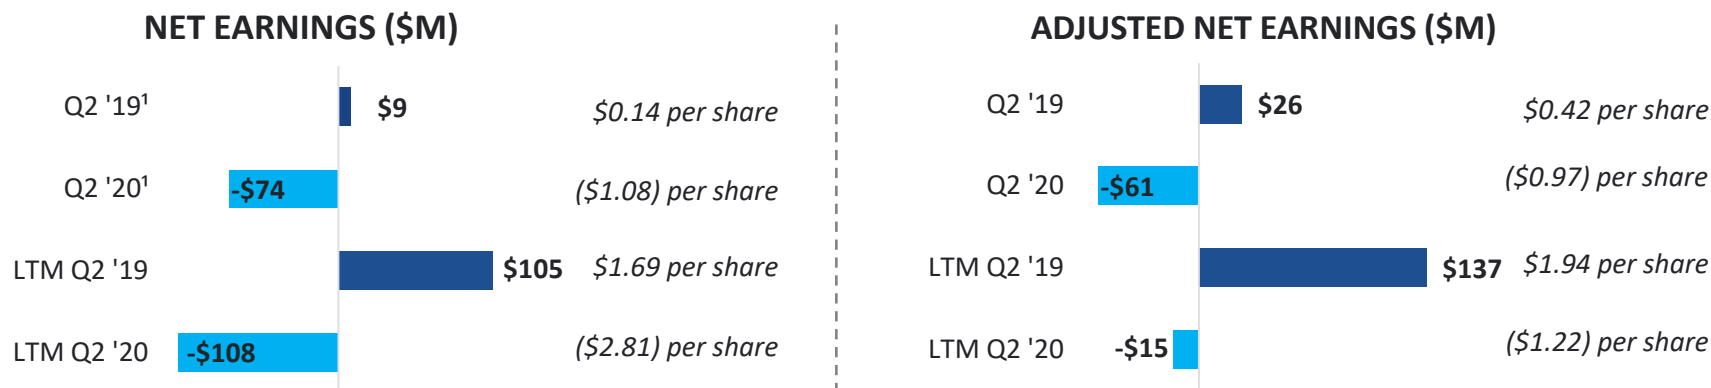 NET EARNINGS ($M)
Q2 '19¹ $9 $0.14 per share
Q2 '20¹ -$74 ($1.08) per share
LTM Q2 '19 $105 $1.69 per share
LTM Q2 '20 -$108 ($2.81) per share
ADJUSTED NET EARNINGS ($M)
Q2 '19 $26 $0.42 per share
Q2 '20 -$61 ($0.97) per share
LTM Q2 '19 $137 $1.94 per share
LTM Q2 '20 -$15 ($1.22) per share